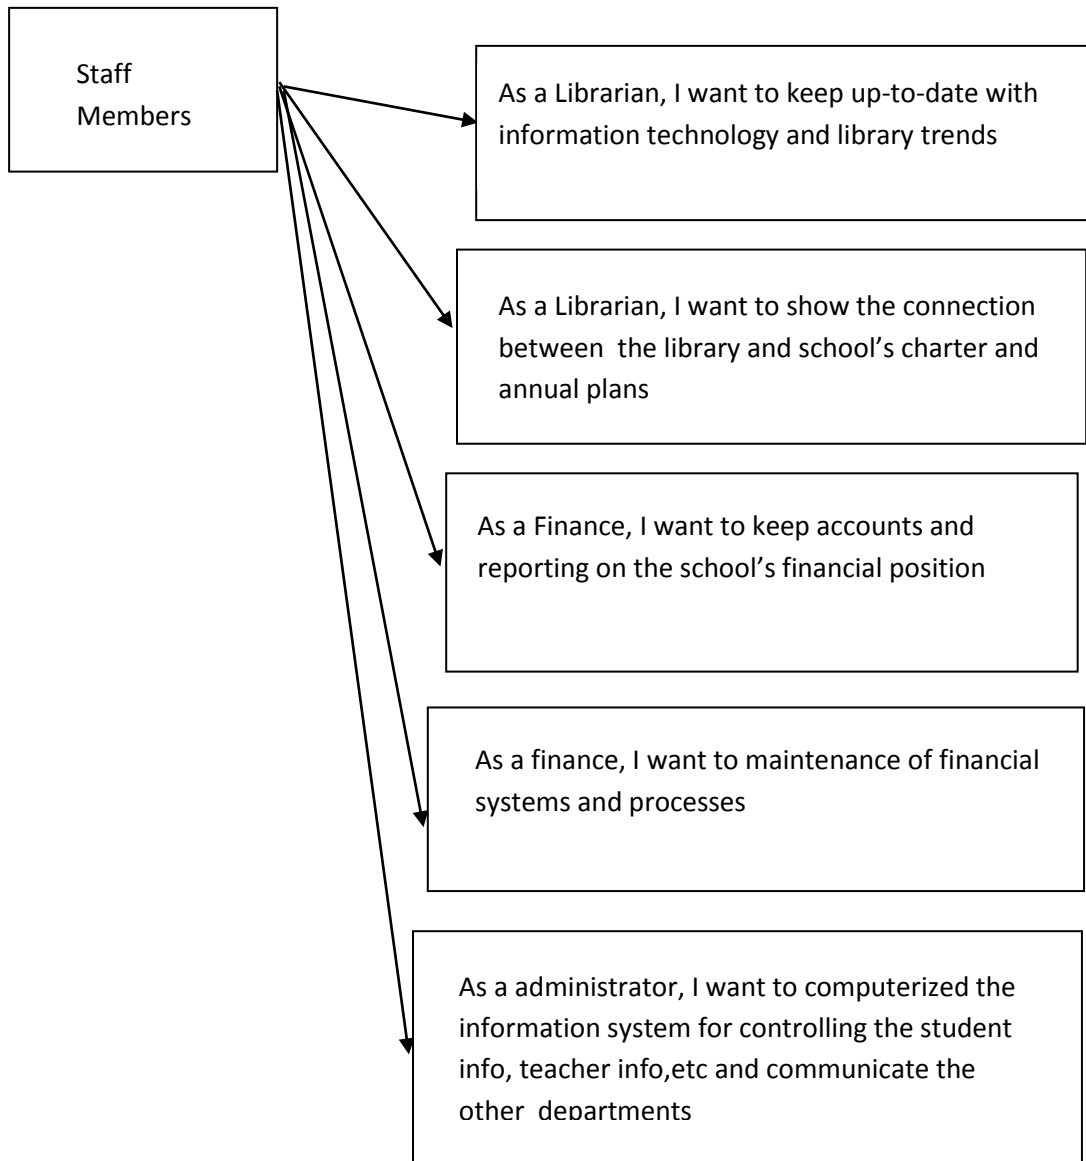 Staff
Members
As a Librarian, I want to keep up-to-date with
information technology and library trends
As a Librarian, I want to show the connection
between  the library and school’s charter and
annual plans
As a Finance, I want to keep accounts and
reporting on the school’s financial position
As a finance, I want to maintenance of financial
systems and processes
As a administrator, I want to computerized the
information system for controlling the student
info, teacher info,etc and communicate the
other  departments